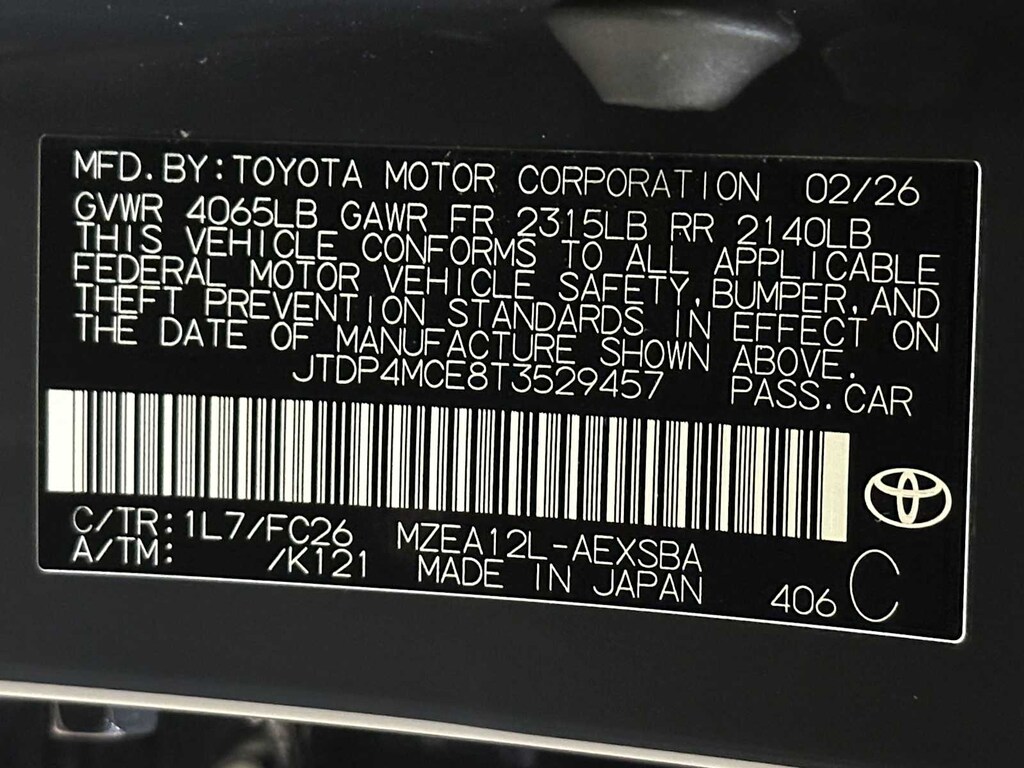 MFD.BY:TOYOTA MOTOR CORPORATION 02/26
GVWR 4065LB GAWR FR 2315LB RR 2140LB
THIS VEHICLE CONFORMS TO ALL APPLICABLE
FEDERAL MOTOR VEHICLE SAFETY,BUMPER,AND
THEFT PREVENTION STANDARDS IN EFFECT ON
THE DATE OF MANUFACTURE SHOWN ABOVE.
JTDP4MCE8T3529457 PASS.CAR
C/TR:1L7/FC26 MZEA12L-AEXSBA
A/TM: /K121 MADE IN JAPAN 406 C